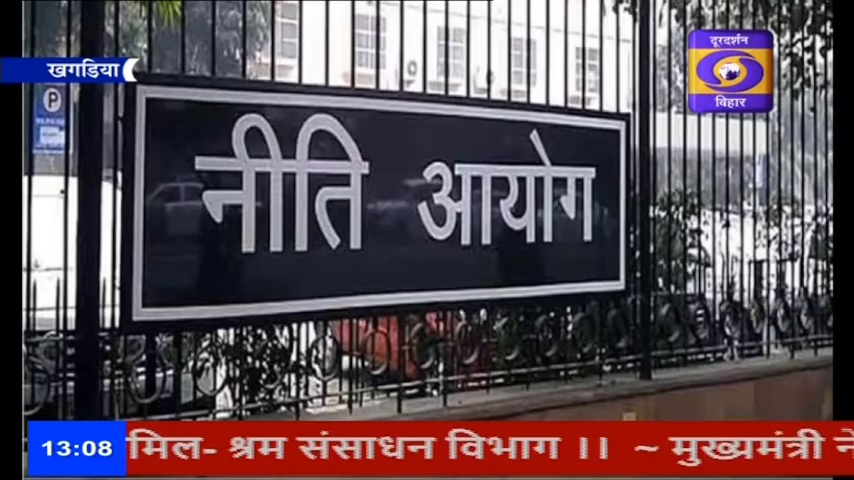 खगडिया
दूरदर्शन
बिहार
P
नीति आयोग
13:08
मिल- श्रम संसाधन विभाग ।। ~ मुख्यमंत्री ने